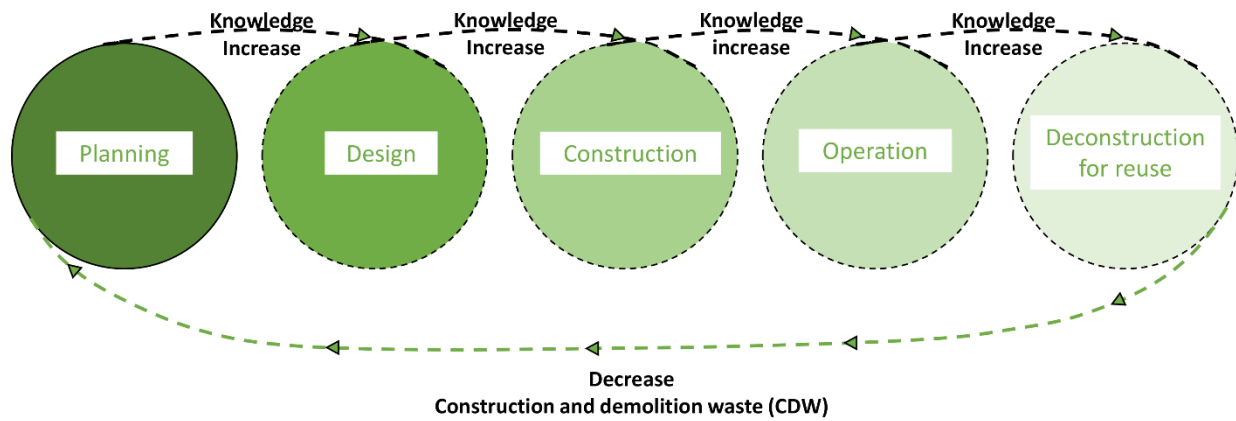 Knowledge
Increase
Knowledge
Increase
Knowledge
increase
Knowledge
Increase
Planning
Design
Construction
Operation
Deconstruction
for reuse
Decrease
Construction and demolition waste (CDW)